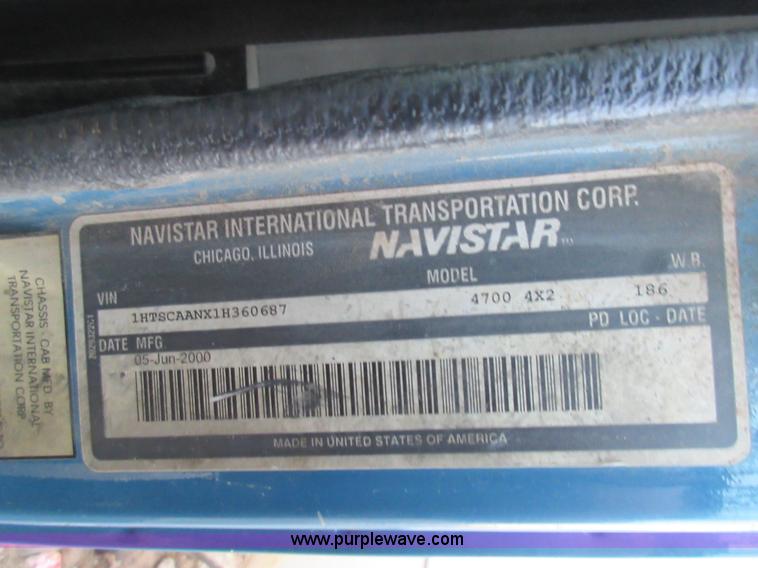 NAVISTAR INTERNATIONAL TRANSPORTATION CORP.
CHICAGO, ILLINOIS NAVISTAR
VIN MODEL W.B.
1HTSCAANX1H360687 4700 4X2 186
DATE MFG PD LOC - DATE
05-Jun-2000
MADE IN UNITED STATES OF AMERICA
CHASSIS - CAB MFD BY
NAVISTAR INTERNATIONAL
TRANSPORTATION CORP
www.purplewave.com